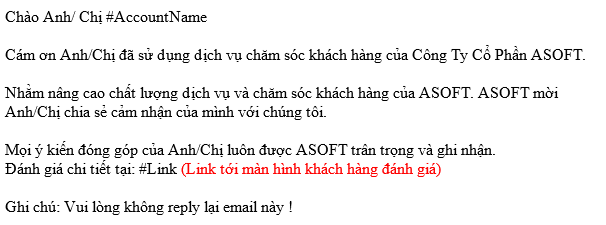 Chào Anh/ Chị #AccountName
Cám ơn Anh/Chị đã sử dụng dịch vụ chăm sóc khách hàng của Công Ty Cổ Phần ASOFT.
Nhằm nâng cao chất lượng dịch vụ và chăm sóc khách hàng của ASOFT. ASOFT mời
Anh/Chị chia sẻ cảm nhận của mình với chúng tôi.
Mọi ý kiến đóng góp của Anh/Chị luôn được ASOFT trân trọng và ghi nhận.
Đánh giá chi tiết tại: #Link (Link tới màn hình khách hàng đánh giá)
Ghi chú: Vui lòng không reply lại email này !